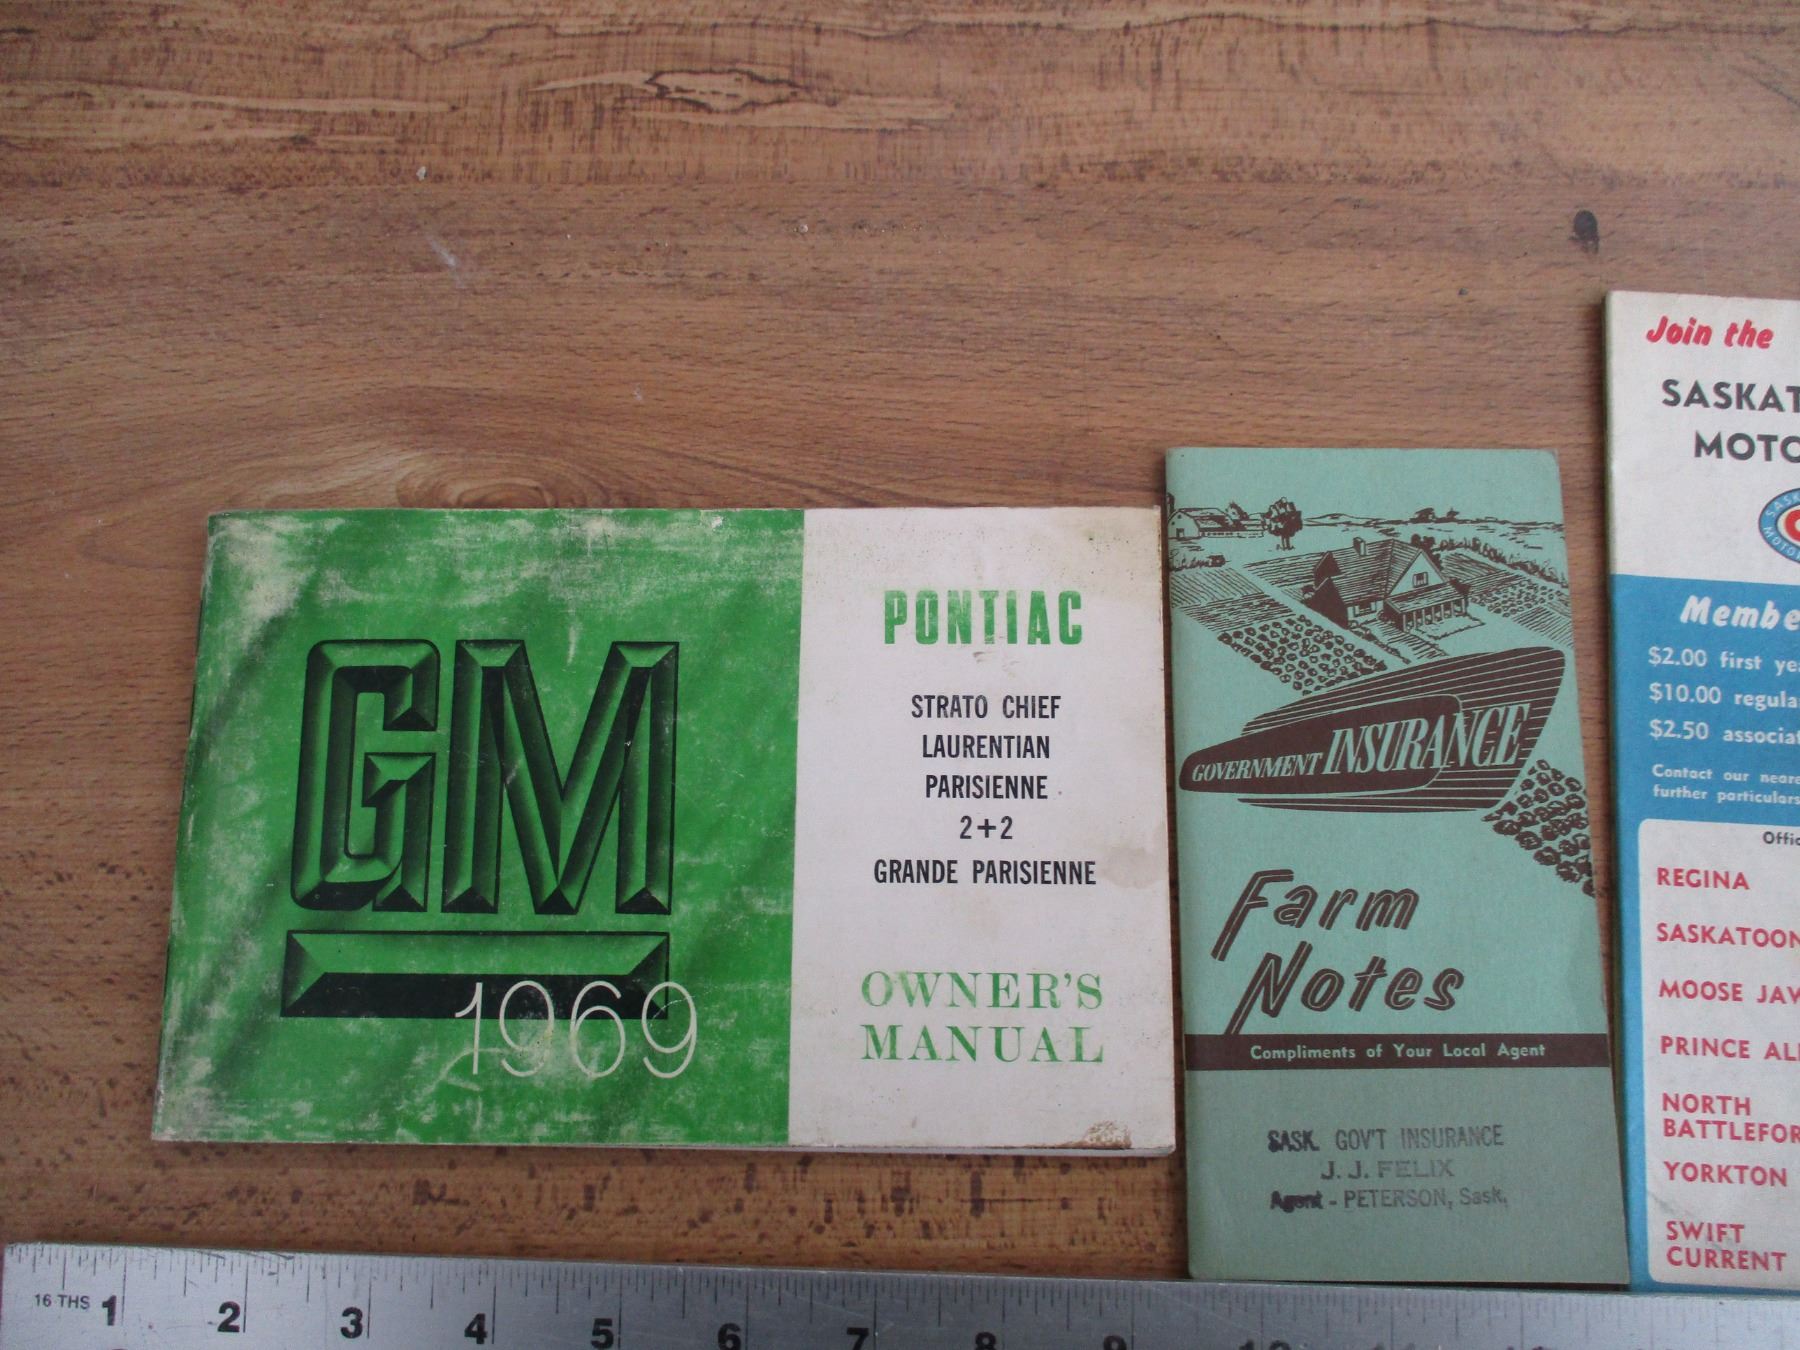 GM
1969
PONTIAC
STRATO CHIEF
LAURENTIAN
PARISIENNE
2+2
GRANDE PARISIENNE
OWNER'S
MANUAL
GOVERNMENT INSURANCE
Farm
Notes
Compliments of Your Local Agent
SASK. GOV'T INSURANCE
J. J. FELIX
Agent - PETERSON, Sask.
Join the
SASKAT
MOTO
Membe
$2.00 first yea
$10.00 regula
$2.50 associat
Contact our neare
further particulars
Offic
REGINA
SASKATOON
MOOSE JAW
PRINCE AL
NORTH
BATTLEFOR
YORKTON
SWIFT
CURRENT
16 THS 1 2 3 4 5 6 7 8 9 10